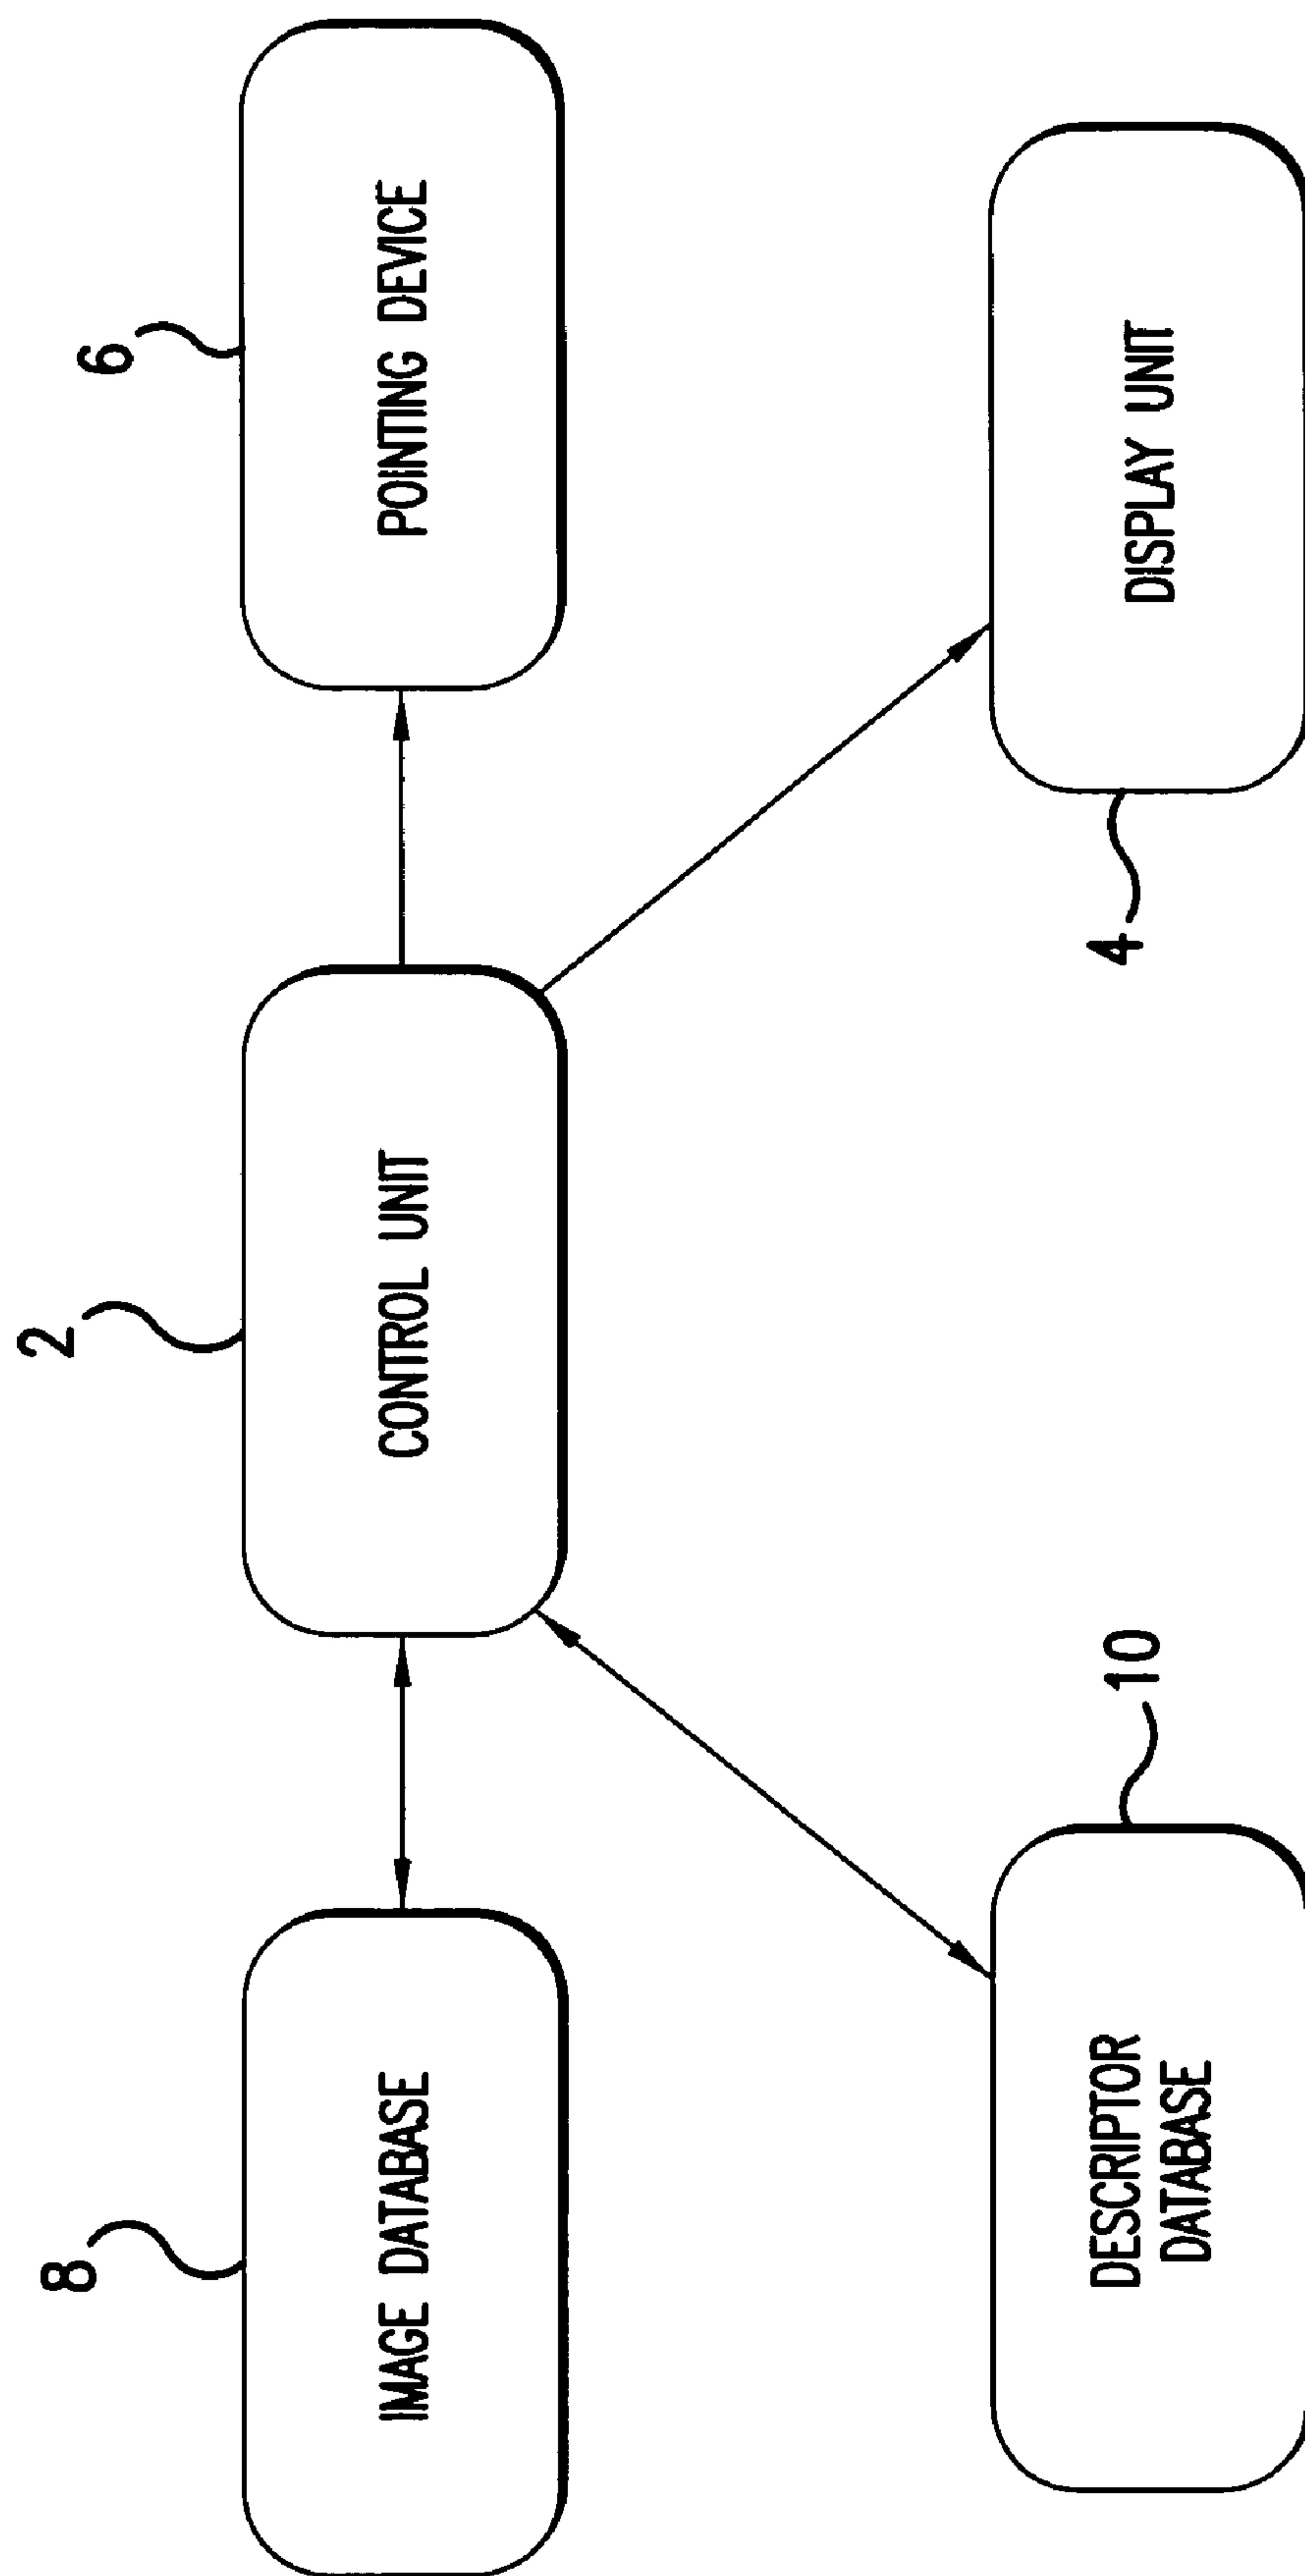 8
IMAGE DATABASE
2
CONTROL UNIT
6
POINTING DEVICE
10
DESCRIPTOR
DATABASE
4
DISPLAY UNIT